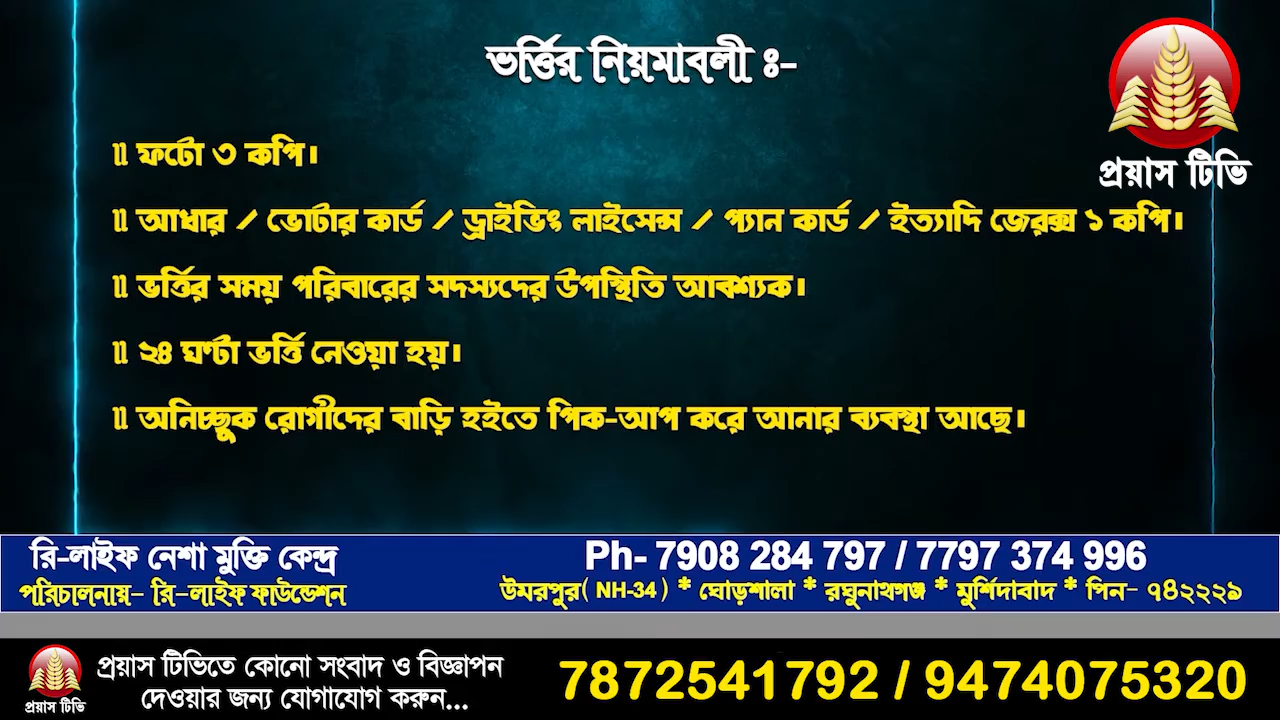 ভর্ত্তির নিয়মাবলী ঃ-
প্রয়াস টিভি
॥ ফটো ৩ কপি।
॥ আধার / ভোটার কার্ড / ড্রাইভিং লাইসেন্স / প্যান কার্ড / ইত্যাদি জেরক্স ১ কপি।
॥ ভর্ত্তির সময় পরিবারের সদস্যদের উপস্থিতি আবশ্যক।
॥ ২৪ ঘণ্টা ভর্ত্তি নেওয়া হয়।
॥ অনিচ্ছুক রোগীদের বাড়ি হইতে পিক-আপ করে আনার ব্যবস্থা আছে।
রি-লাইফ নেশা মুক্তি কেন্দ্র
পরিচালনায়- রি-লাইফ ফাউন্ডেশন
Ph- 7908 284 797 / 7797 374 996
উমরপুর( NH-34 ) * ঘোড়শালা * রঘুনাথগঞ্জ * মুর্শিদাবাদ * পিন- ৭৪২২২৯
প্রয়াস টিভি
প্রয়াস টিভিতে কোনো সংবাদ ও বিজ্ঞাপন
দেওয়ার জন্য যোগাযোগ করুন...
7872541792 / 9474075320